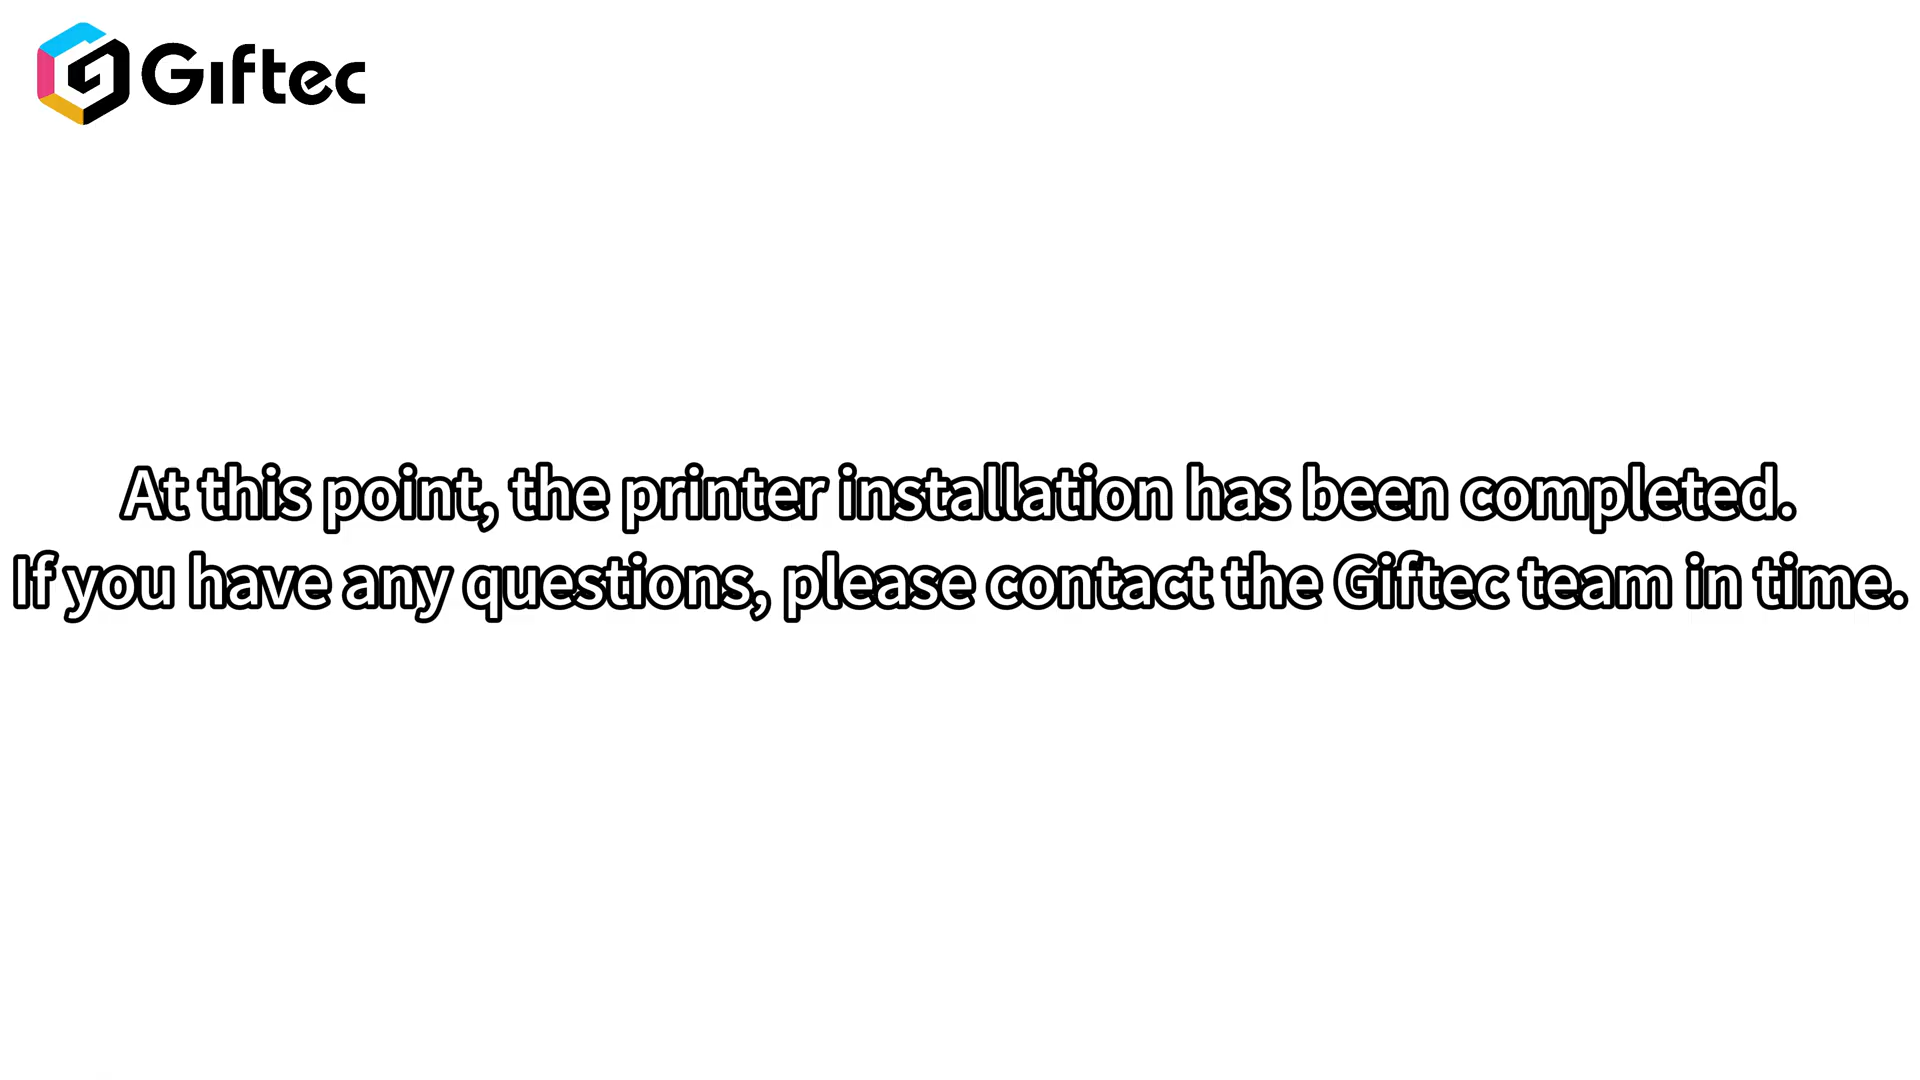 Giftec
At this point, the printer installation has been completed.
If you have any questions, please contact the Giftec team in time.